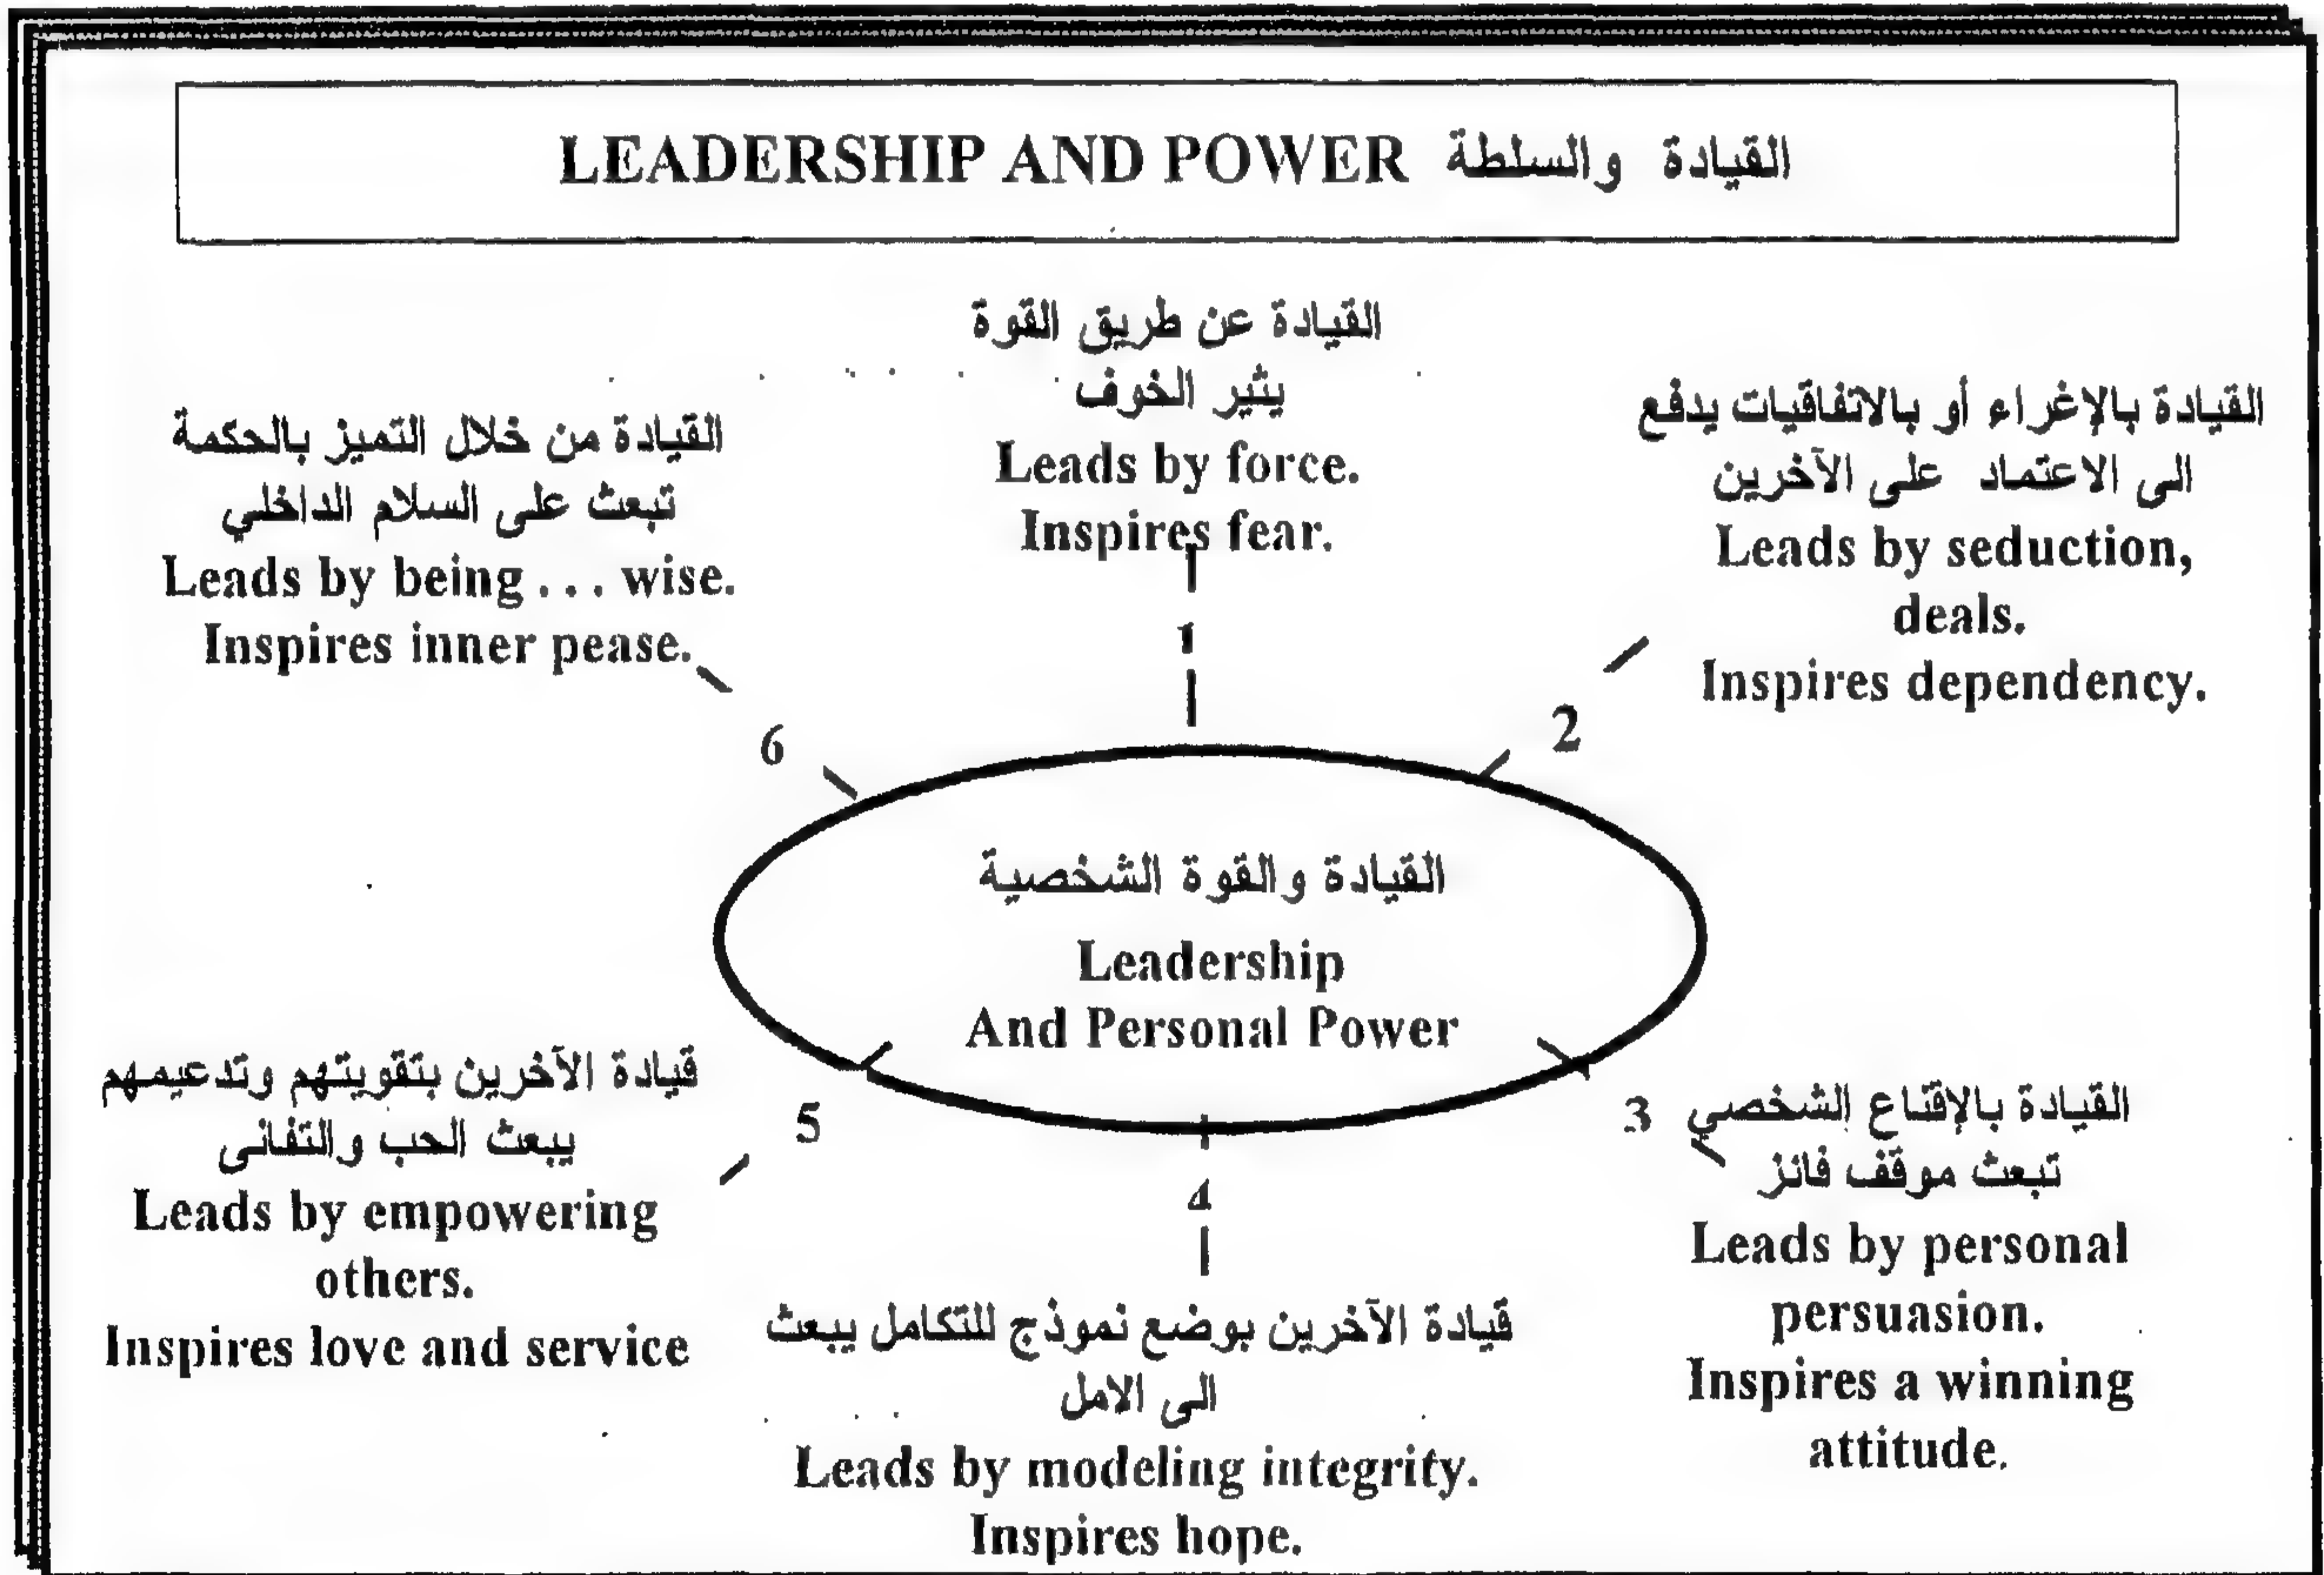 LEADERSHIP AND POWER القيادة والسلطة
القيادة عن طريق القوة
يثير الخوف
Leads by force.
Inspires fear.
1
القيادة بالإغراء أو بالاتفاقيات يدفع
الى الاعتماد على الآخرين
Leads by seduction,
deals.
Inspires dependency.
2
القيادة من خلال التميز بالحكمة
تبعث على السلام الداخلي
Leads by being . . . wise.
Inspires inner pease.
6
القيادة والقوة الشخصية
Leadership
And Personal Power
3
القيادة بالإقناع الشخصي
تبعث موقف فائز
Leads by personal
persuasion.
Inspires a winning
attitude.
4
قيادة الآخرين بوضع نموذج للتكامل يبعث
الى الامل
Leads by modeling integrity.
Inspires hope.
5
قيادة الآخرين بتقويتهم وتدعيمهم
يبعث الحب والتفانى
Leads by empowering
others.
Inspires love and service